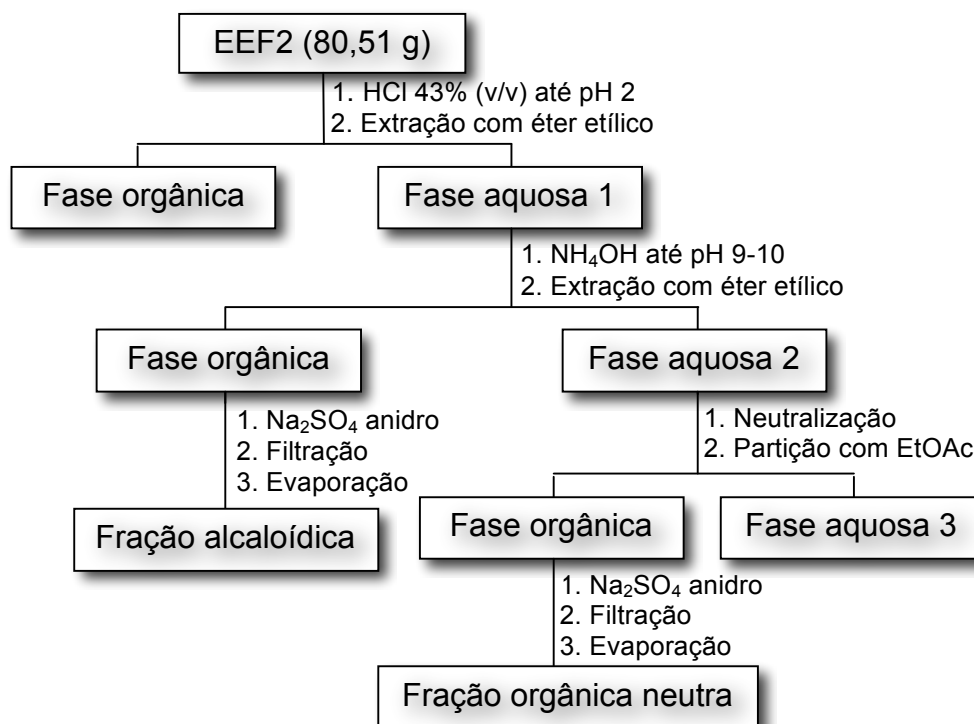 EEF2 (80,51 g)
1. HCl 43% (v/v) até pH 2
2. Extração com éter etílico
Fase orgânica
Fase aquosa 1
1. NH₄OH até pH 9-10
2. Extração com éter etílico
Fase orgânica
Fase aquosa 2
1. Na₂SO₄ anidro
2. Filtração
3. Evaporação
1. Neutralização
2. Partição com EtOAc
Fração alcaloídica
Fase orgânica
Fase aquosa 3
1. Na₂SO₄ anidro
2. Filtração
3. Evaporação
Fração orgânica neutra